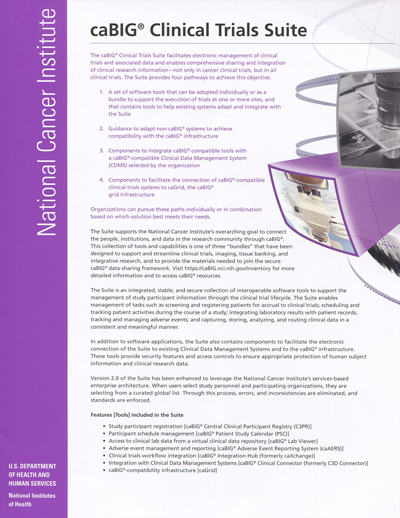 caBIG® Clinical Trials Suite
National Cancer Institute
The caBIG® Clinical Trials Suite facilitates electronic management of clinical
trials and associated data and enables comprehensive sharing and integration
of clinical research information—not only in cancer clinical trials, but in all
clinical trials. The Suite provides four pathways to achieving this objective.
1. A set of software tools that can be adopted individually or as a
bundle to support the execution of trials at one or more sites, and
that contains tools to help existing systems adapt and integrate with
the Suite
2. Guidance to adapt non-caBIG® systems to achieve
compatibility with the caBIG® infrastructure
3. Components to integrate caBIG®-compatible tools with
a caBIG®-compatible Clinical Data Management System
(CDMS) selected by the organization
4. Components to facilitate the connection of caBIG®-compatible
clinical trials systems to caGrid, the caBIG®
grid infrastructure
Organizations can pursue these paths individually or in combination
based on which solution best meets their needs.
The Suite supports the National Cancer Institute's overarching goal to connect
the people, institutions, and data in the research community through caBIG®.
This collection of tools and capabilities is one of three "bundles" that have been
designed to support and streamline clinical trials, imaging, tissue banking, and
integrative research, and to provide the materials needed to join the secure
caBIG® data-sharing framework. Visit https://caBIG.nci.nih.gov/inventory for more
detailed information and to access caBIG® resources.
The Suite is an integrated, stable, and secure collection of interoperable software tools to support the
management of study participant information through the clinical trial lifecycle. The Suite enables
management of tasks such as screening and registering patients for accrual to clinical trials; scheduling and
tracking patient activities during the course of a study; integrating laboratory results with patient records;
tracking and managing adverse events; and capturing, storing, analyzing, and routing clinical data in a
consistent and meaningful manner.
In addition to software applications, the Suite also contains components to facilitate the electronic
connection of the Suite to existing Clinical Data Management Systems and to the caBIG® infrastructure.
These tools provide security features and access controls to ensure appropriate protection of human subject
information and clinical research data.
Version 2.0 of the Suite has been enhanced to leverage the National Cancer Institute's services-based
enterprise architecture. When users select study personnel and participating organizations, they are
selecting from a curated global list. Through this process, errors, and inconsistencies are eliminated, and
standards are enforced.
Features [Tools] included in the Suite
• Study participant registration [caBIG® Central Clinical Participant Registry (C3PR)]
• Participant schedule management [caBIG® Patient Study Calendar (PSC)]
• Access to clinical labs data from a virtual clinical data repository [caBIG® Lab Viewer]
• Adverse event management and reporting [caBIG® Adverse Event Reporting System (caAERS)]
• Clinical trials workflow integration [caBIG® Integration Hub (formerly caXchange)]
• Integration with Clinical Data Management Systems [caBIG® Clinical Connector (formerly C3D Connector)]
• caBIG®-compatibility infrastructure [caGrid]
U.S. DEPARTMENT
OF HEALTH AND
HUMAN SERVICES
National Institutes
of Health